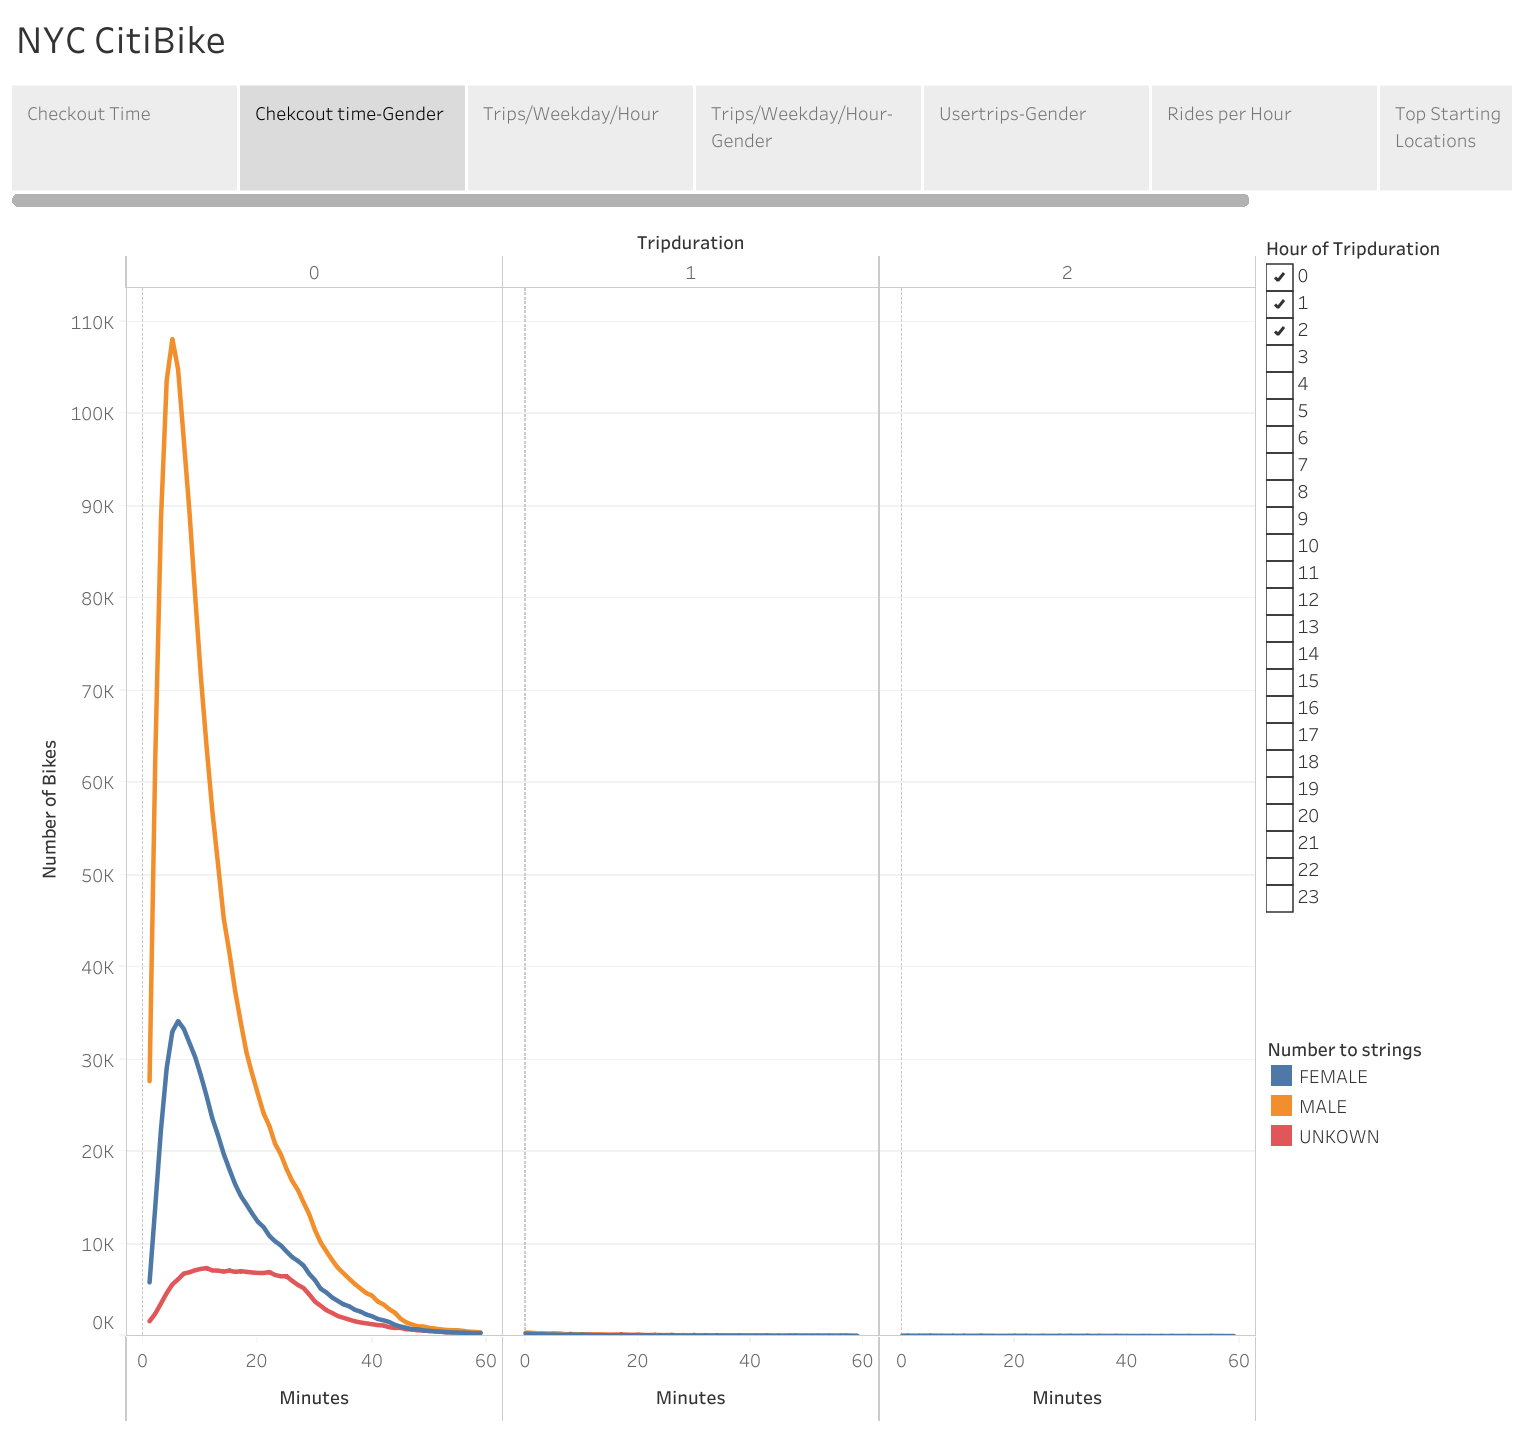 NYC CitiBike
Checkout Time
Chekcout time-Gender
Trips/Weekday/Hour
Trips/Weekday/Hour-
Gender
Usertrips-Gender
Rides per Hour
Top Starting
Locations
Tripduration
0 1 2
110K
100K
90K
80K
70K
60K
50K
40K
30K
20K
10K
0K
Number of Bikes
0 20 40 60 0 20 40 60 0 20 40 60
Minutes Minutes Minutes
Hour of Tripduration
0
1
2
3
4
5
6
7
8
9
10
11
12
13
14
15
16
17
18
19
20
21
22
23
Number to strings
FEMALE
MALE
UNKOWN